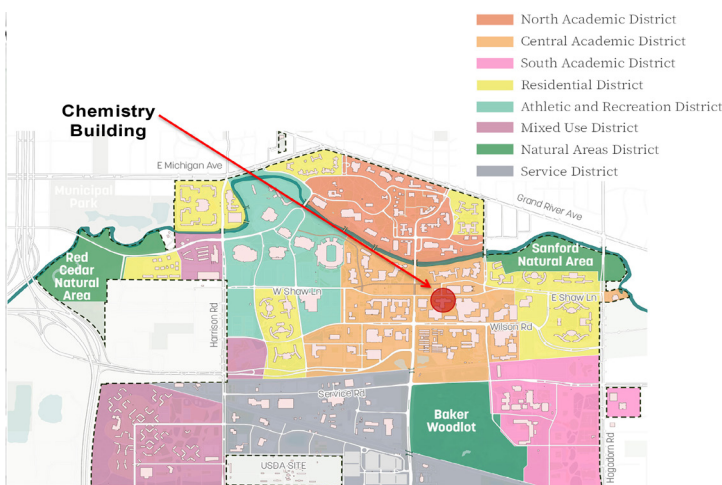 North Academic District
Central Academic District
South Academic District
Residential District
Athletic and Recreation District
Mixed Use District
Natural Areas District
Service District
Chemistry
Building
E Michigan Ave
Municipal
Park
Grand River Ave
Red
Cedar
Natural
Area
Sanford
Natural Area
W Shaw Ln
E Shaw Ln
Harrison Rd
Wilson Rd
Service Rd
Baker
Woodlot
Hagadorn Rd
USDA SITE